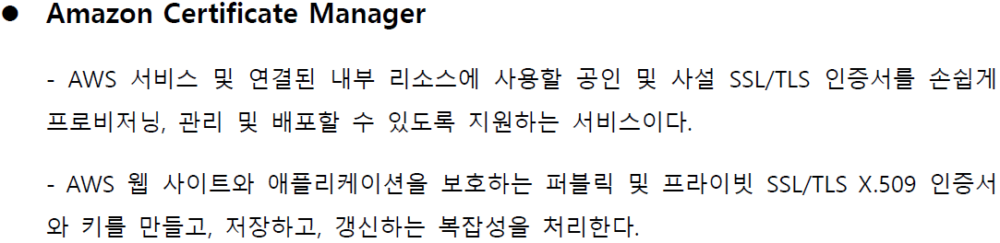 ● Amazon Certificate Manager
- AWS 서비스 및 연결된 내부 리소스에 사용할 공인 및 사설 SSL/TLS 인증서를 손쉽게
프로비저닝, 관리 및 배포할 수 있도록 지원하는 서비스이다.
- AWS 웹 사이트와 애플리케이션을 보호하는 퍼블릭 및 프라이빗 SSL/TLS X.509 인증서
와 키를 만들고, 저장하고, 갱신하는 복잡성을 처리한다.